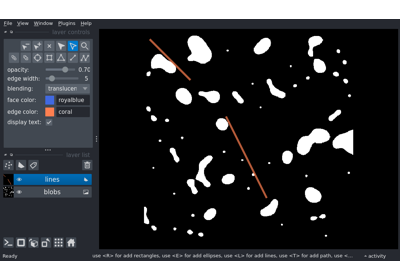 File View Window Plugins Help
layer controls
opacity: 0.70
edge width: 5
blending: translucen
face color: royalblue
edge color: coral
display text:
layer list
lines
blobs
Ready use <R> for add rectangles, use <E> for add ellipses, use <L> for add lines, use <T> for add path, use <... activity